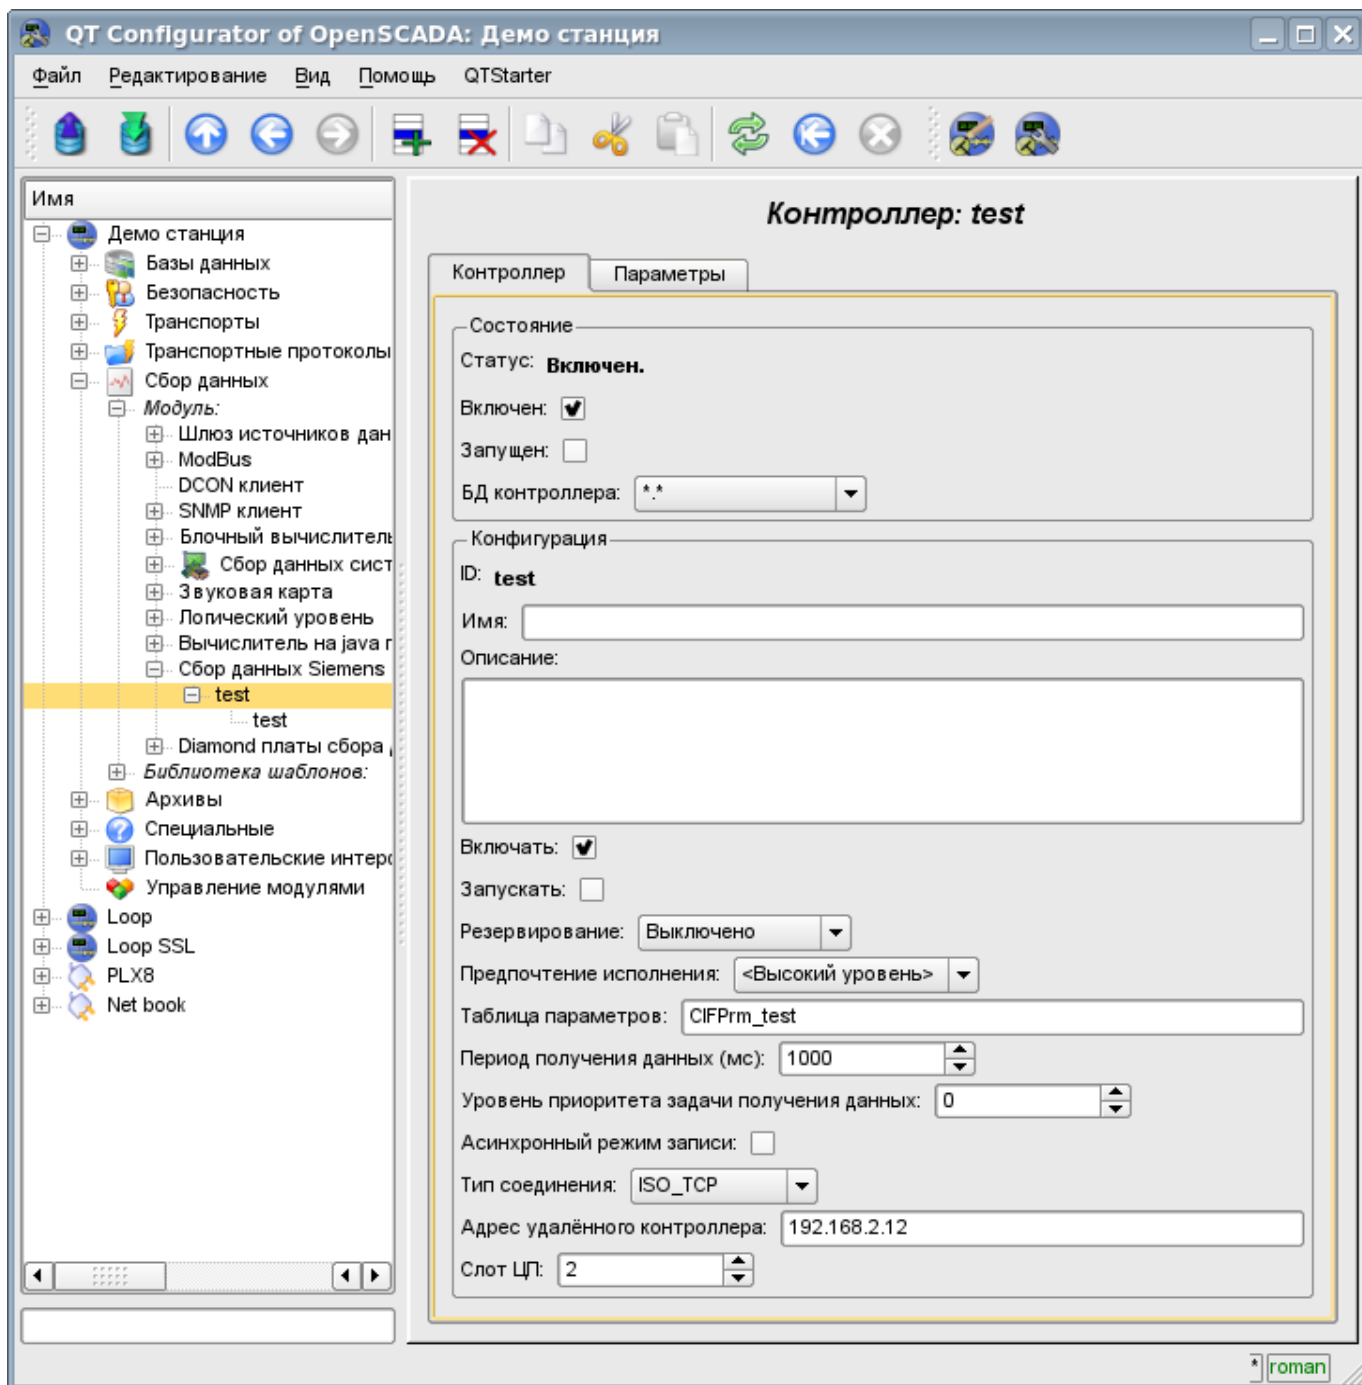 QT Configurator of OpenSCADA: Демо станция
Файл Редактирование Вид Помощь QTStarter
Имя
Демо станция
Базы данных
Безопасность
Транспорты
Транспортные протоколы
Сбор данных
Модуль:
Шлюз источников дан
ModBus
DCON клиент
SNMP клиент
Блочный вычислитель
Сбор данных сист
Звуковая карта
Логический уровень
Вычислитель на java п
Сбор данных Siemens
test
test
Diamond платы сбора
Библиотека шаблонов:
Архивы
Специальные
Пользовательские интерф
Управление модулями
Loop
Loop SSL
PLX8
Net book
Контроллер: test
Контроллер Параметры
Состояние
Статус: Включен.
Включен:
Запущен:
БД контроллера: *.*
Конфигурация
ID: test
Имя:
Описание:
Включать:
Запускать:
Резервирование: Выключено
Предпочтение исполнения: <Высокий уровень>
Таблица параметров: CIFPrm_test
Период получения данных (мс): 1000
Уровень приоритета задачи получения данных: 0
Асинхронный режим записи:
Тип соединения: ISO_TCP
Адрес удалённого контроллера: 192.168.2.12
Слот ЦП: 2
* roman